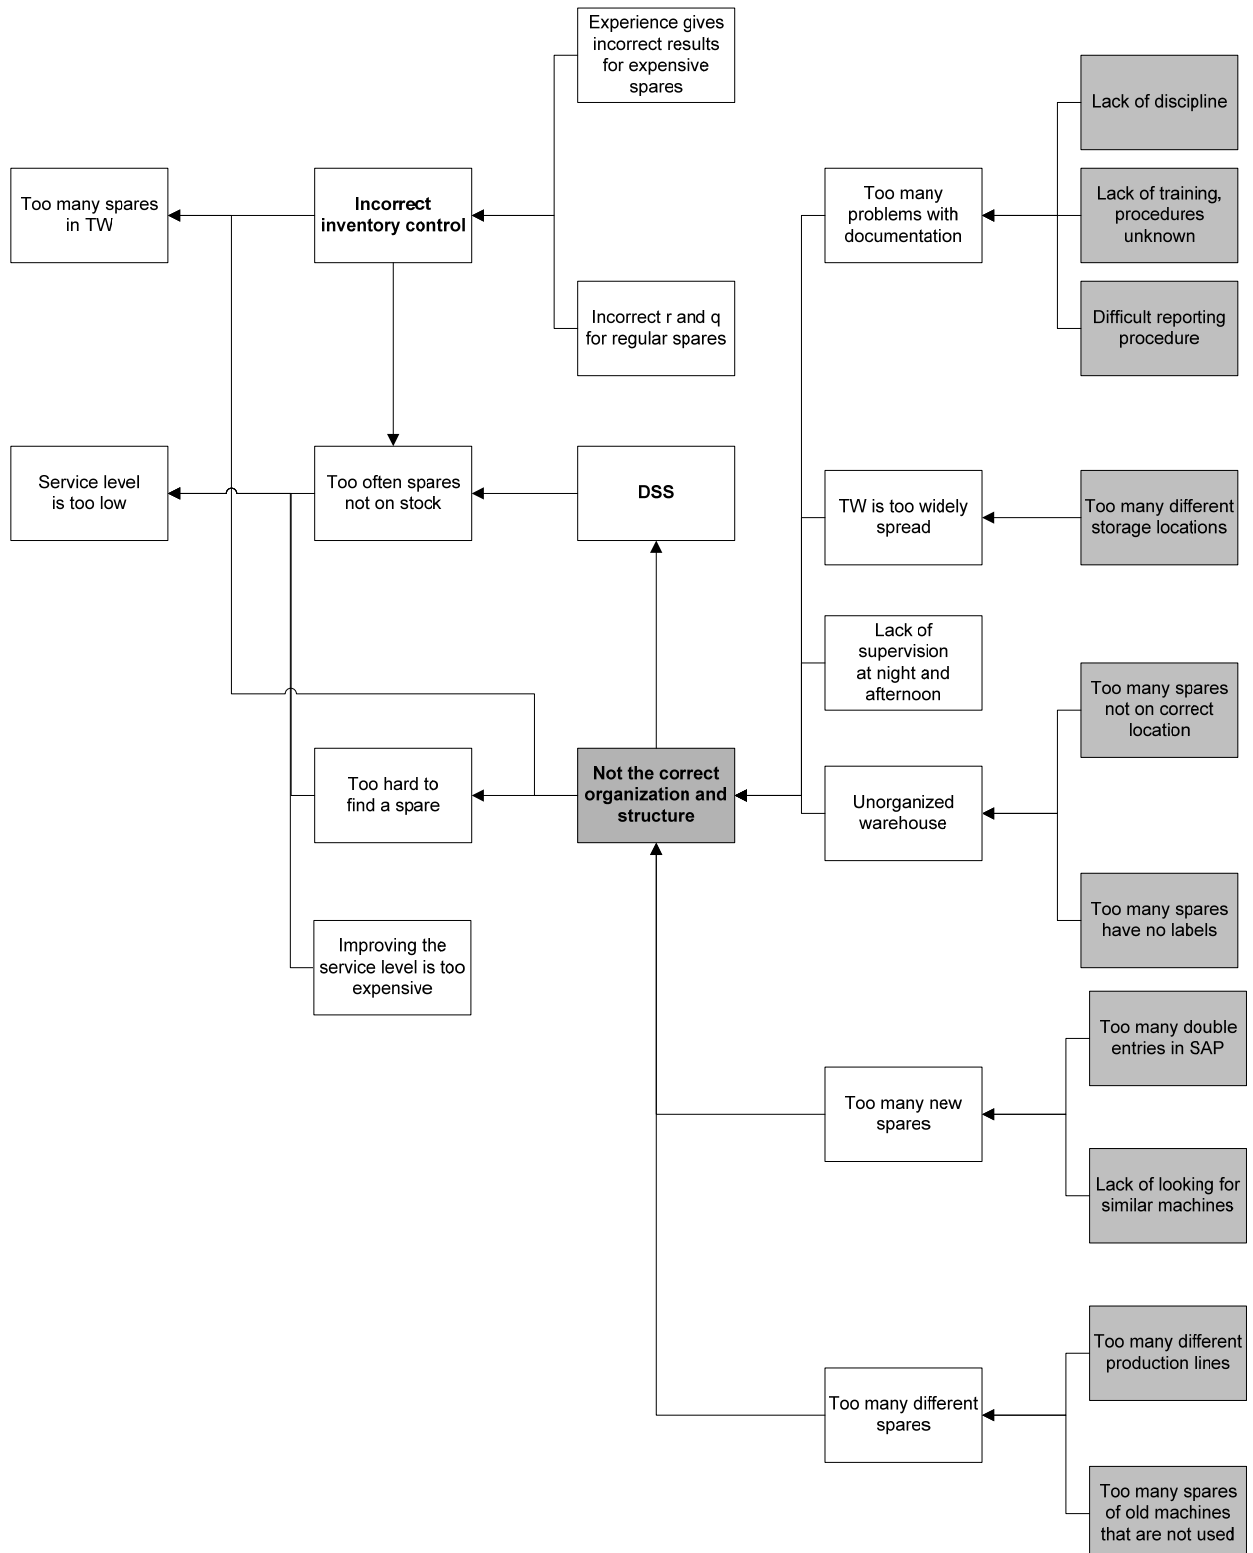 Experience gives
incorrect results
for expensive
spares
Lack of discipline
Too many spares
in TW
Incorrect
inventory control
Too many
problems with
documentation
Lack of training,
procedures
unknown
Incorrect r and q
for regular spares
Difficult reporting
procedure
Service level
is too low
Too often spares
not on stock
DSS
TW is too widely
spread
Too many different
storage locations
Lack of
supervision
at night and
afternoon
Too many spares
not on correct
location
Too hard to
find a spare
Not the correct
organization and
structure
Unorganized
warehouse
Too many spares
have no labels
Improving the
service level is too
expensive
Too many double
entries in SAP
Too many new
spares
Lack of looking for
similar machines
Too many different
production lines
Too many different
spares
Too many spares
of old machines
that are not used